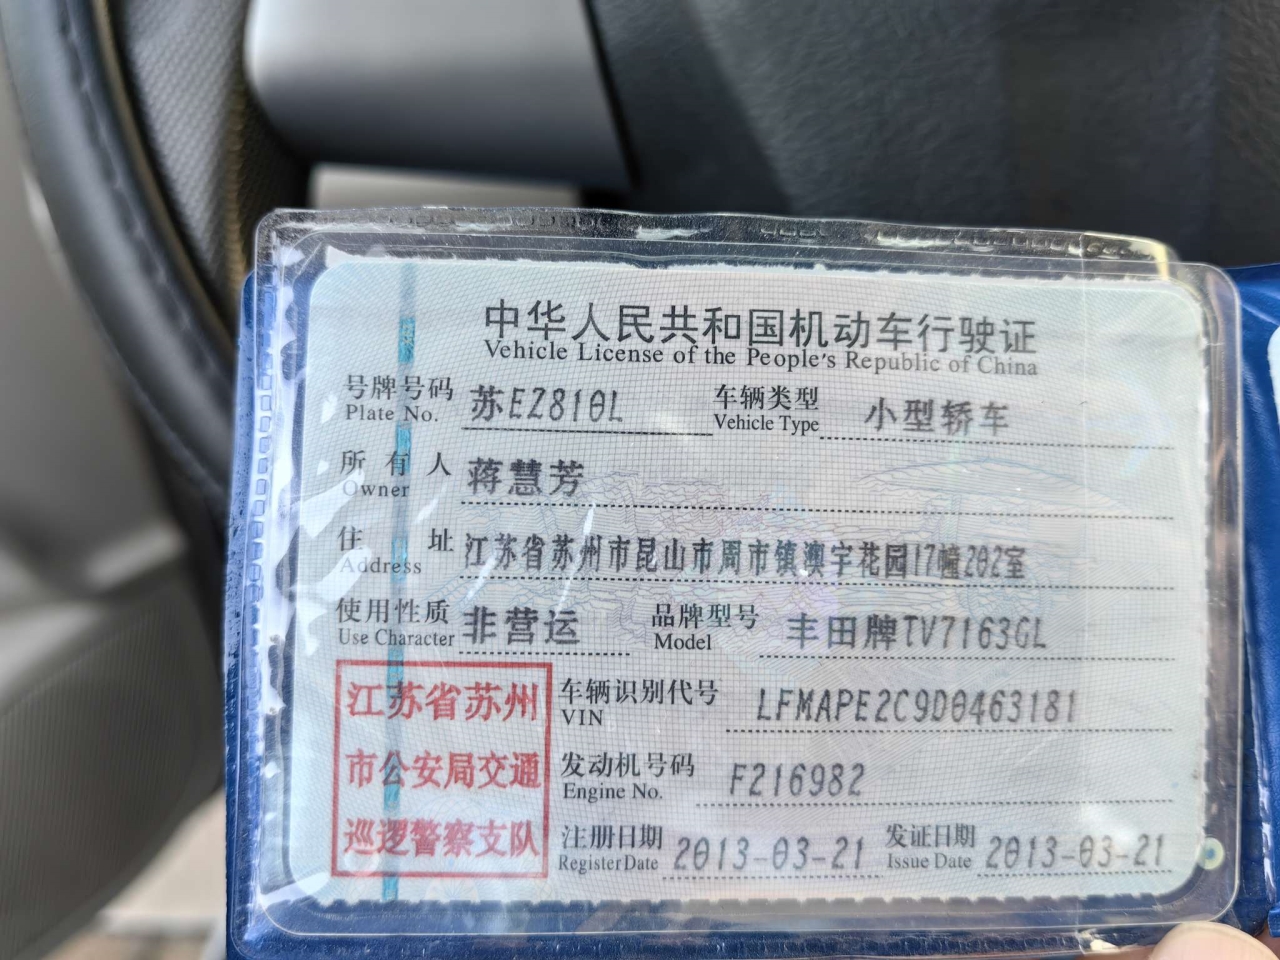 中华人民共和国机动车行驶证
Vehicle License of the People's Republic of China
号牌号码 苏EZ810L 车辆类型 小型轿车
Plate No. Vehicle Type
所有人 蒋慧芳
Owner
住址 江苏省苏州市昆山市周市镇澳宇花园17幢202室
Address
使用性质 非营运 品牌型号 丰田牌TV7163GL
Use Character Model
江苏省苏州
市公安局交通
巡逻警察支队
车辆识别代号 LFMAPE2C9D0463181
VIN
发动机号码 F216982
Engine No.
注册日期 2013-03-21 发证日期 2013-03-21
Register Date Issue Date